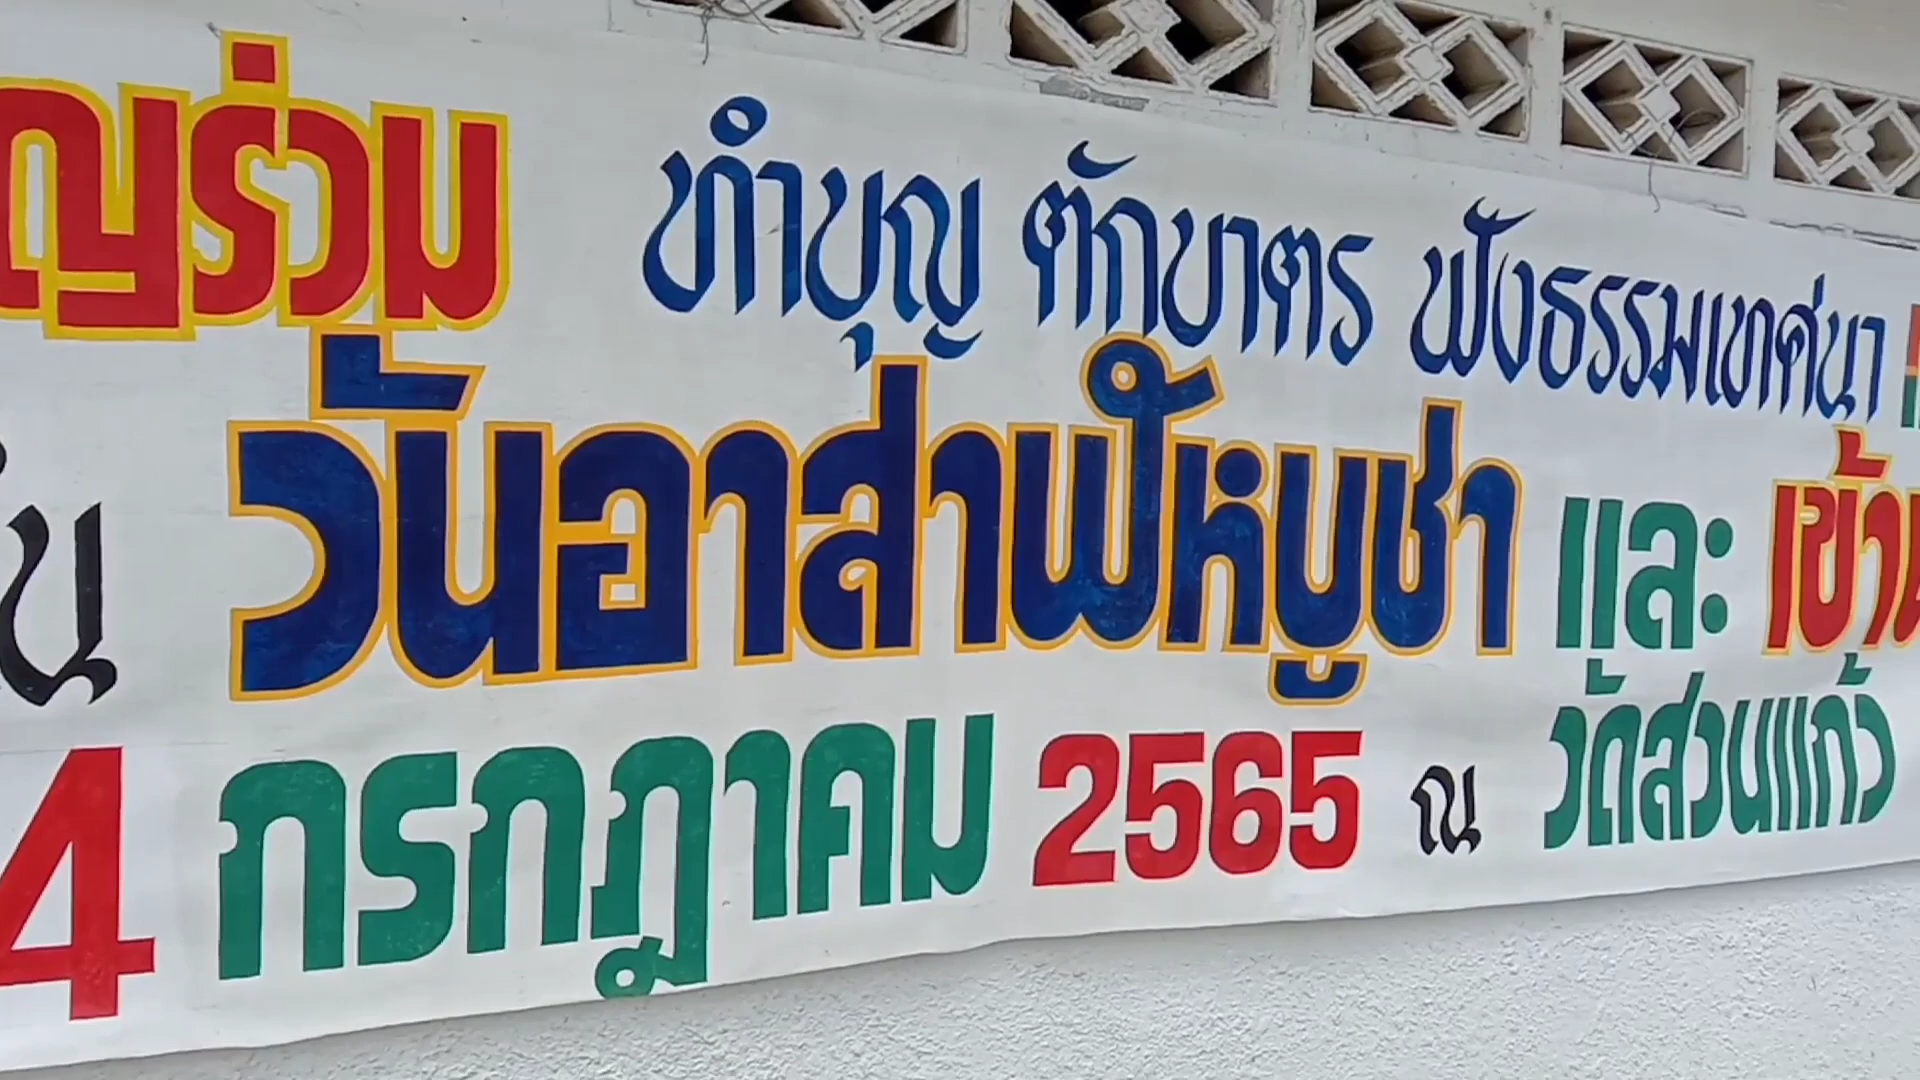 ญร่วม ทำบุญ ตักบาตร ฟังธรรมเทศนา
วันอาสาฬหบูชา และ เข้า
4 กรกฎาคม 2565 ณ วัดสวนแก้ว